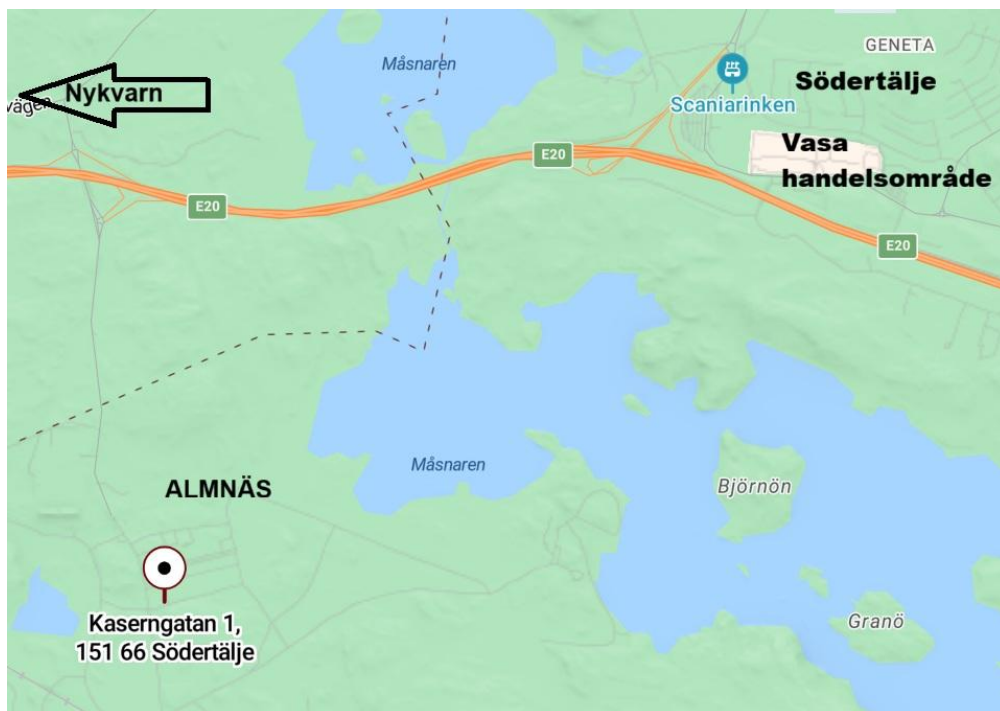 GENETA
Måsnaren
Södertälje
Nykvarn
vägen
Scaniarinken
Vasa
handelsområde
E20
E20
E20
Måsnaren
ALMNÄS
Björnön
Kaserngatan 1,
151 66 Södertälje
Granö